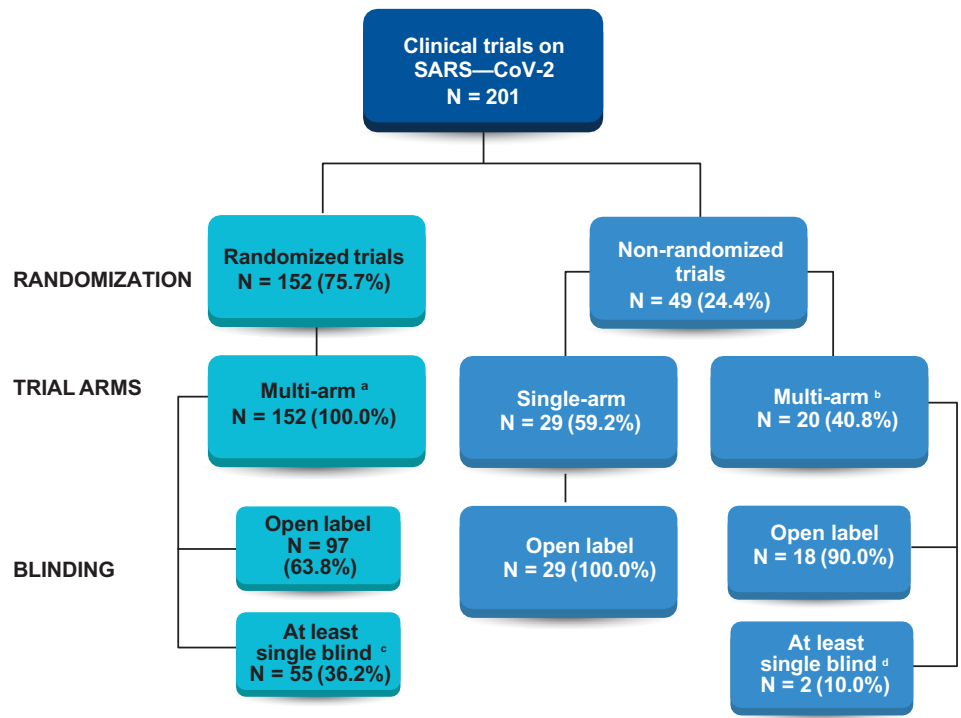 Clinical trials on
SARS—CoV-2
N = 201
RANDOMIZATION
Randomized trials
N = 152 (75.7%)
Non-randomized
trials
N = 49 (24.4%)
TRIAL ARMS
Multi-arm a
N = 152 (100.0%)
Single-arm
N = 29 (59.2%)
Multi-arm b
N = 20 (40.8%)
BLINDING
Open label
N = 97
(63.8%)
Open label
N = 29 (100.0%)
Open label
N = 18 (90.0%)
At least
single blind c
N = 55 (36.2%)
At least
single blind d
N = 2 (10.0%)